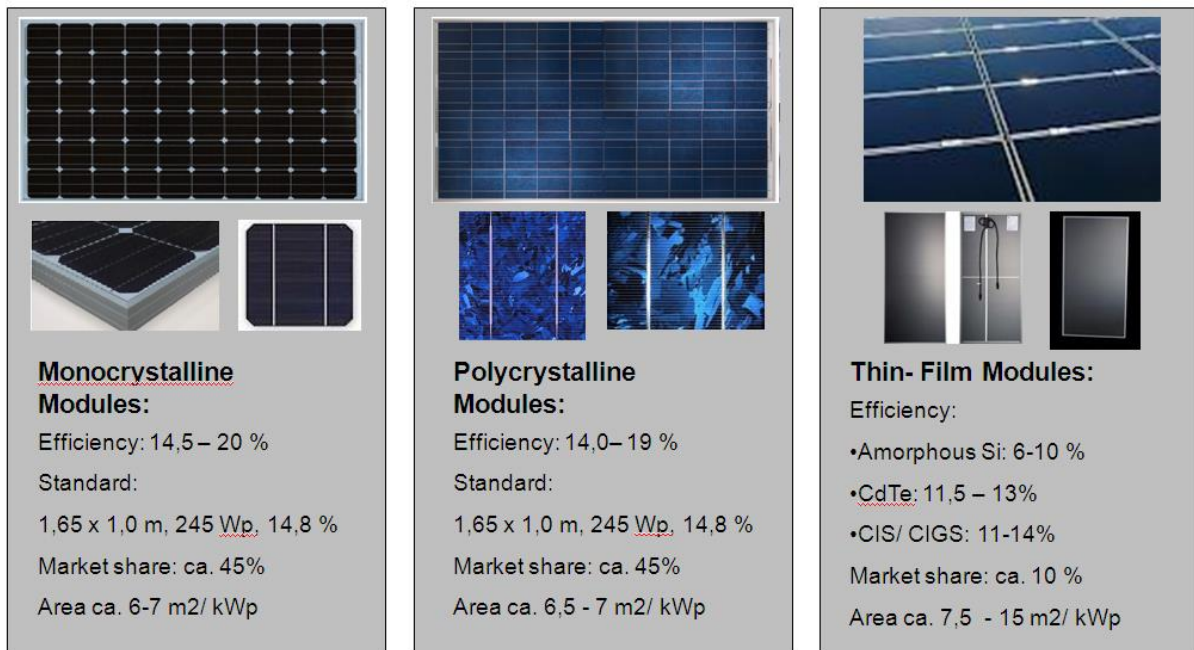 Monocrystalline
Modules:
Efficiency: 14,5 – 20 %
Standard:
1,65 x 1,0 m, 245 Wp, 14,8 %
Market share: ca. 45%
Area ca. 6-7 m2/ kWp
Polycrystalline
Modules:
Efficiency: 14,0– 19 %
Standard:
1,65 x 1,0 m, 245 Wp, 14,8 %
Market share: ca. 45%
Area ca. 6,5 - 7 m2/ kWp
Thin- Film Modules:
Efficiency:
•Amorphous Si: 6-10 %
•CdTe: 11,5 – 13%
•CIS/ CIGS: 11-14%
Market share: ca. 10 %
Area ca. 7,5  - 15 m2/ kWp